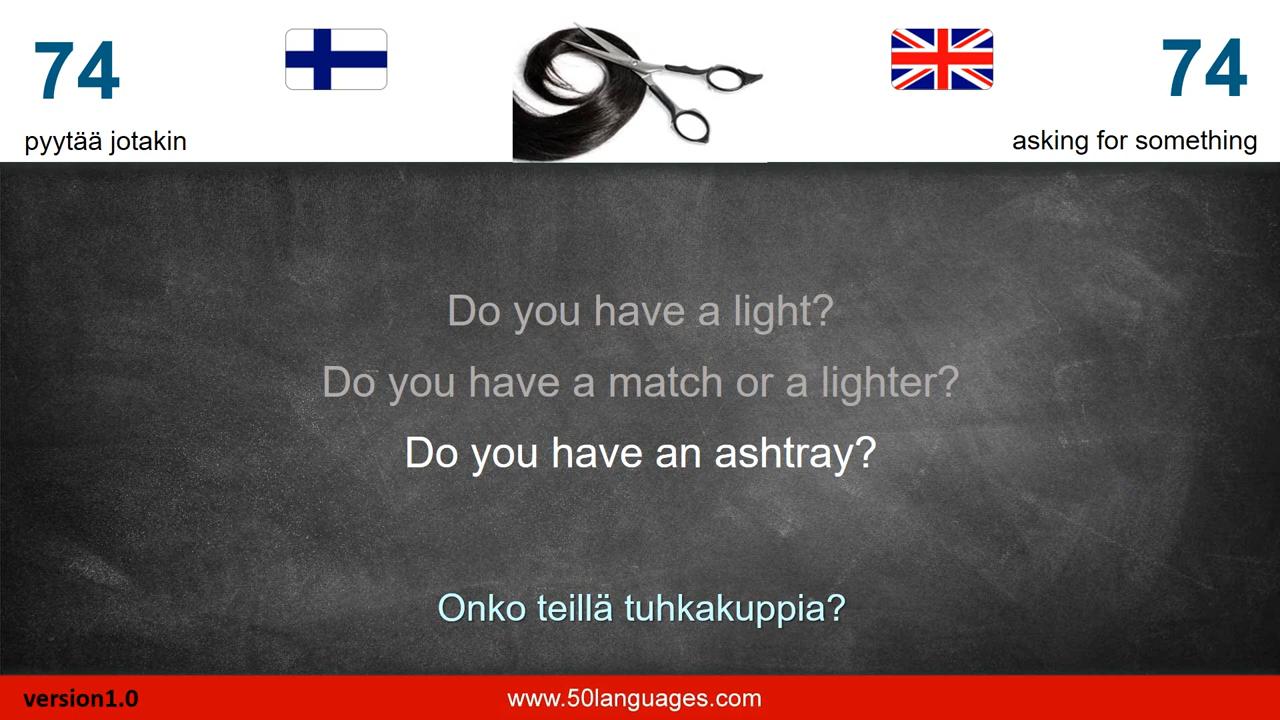 74
74
pyytää jotakin
asking for something
Do you have a light?
Do you have a match or a lighter?
Do you have an ashtray?
Onko teillä tuhkakuppia?
version1.0
www.50languages.com